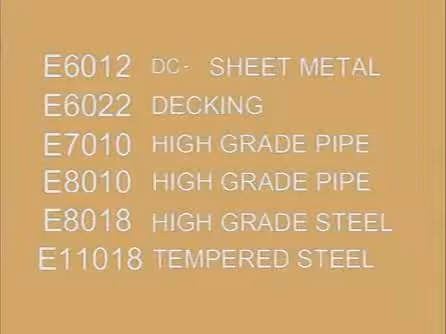 E6012 DC- SHEET METAL
E6022 DECKING
E7010 HIGH GRADE PIPE
E8010 HIGH GRADE PIPE
E8018 HIGH GRADE STEEL
E11018 TEMPERED STEEL